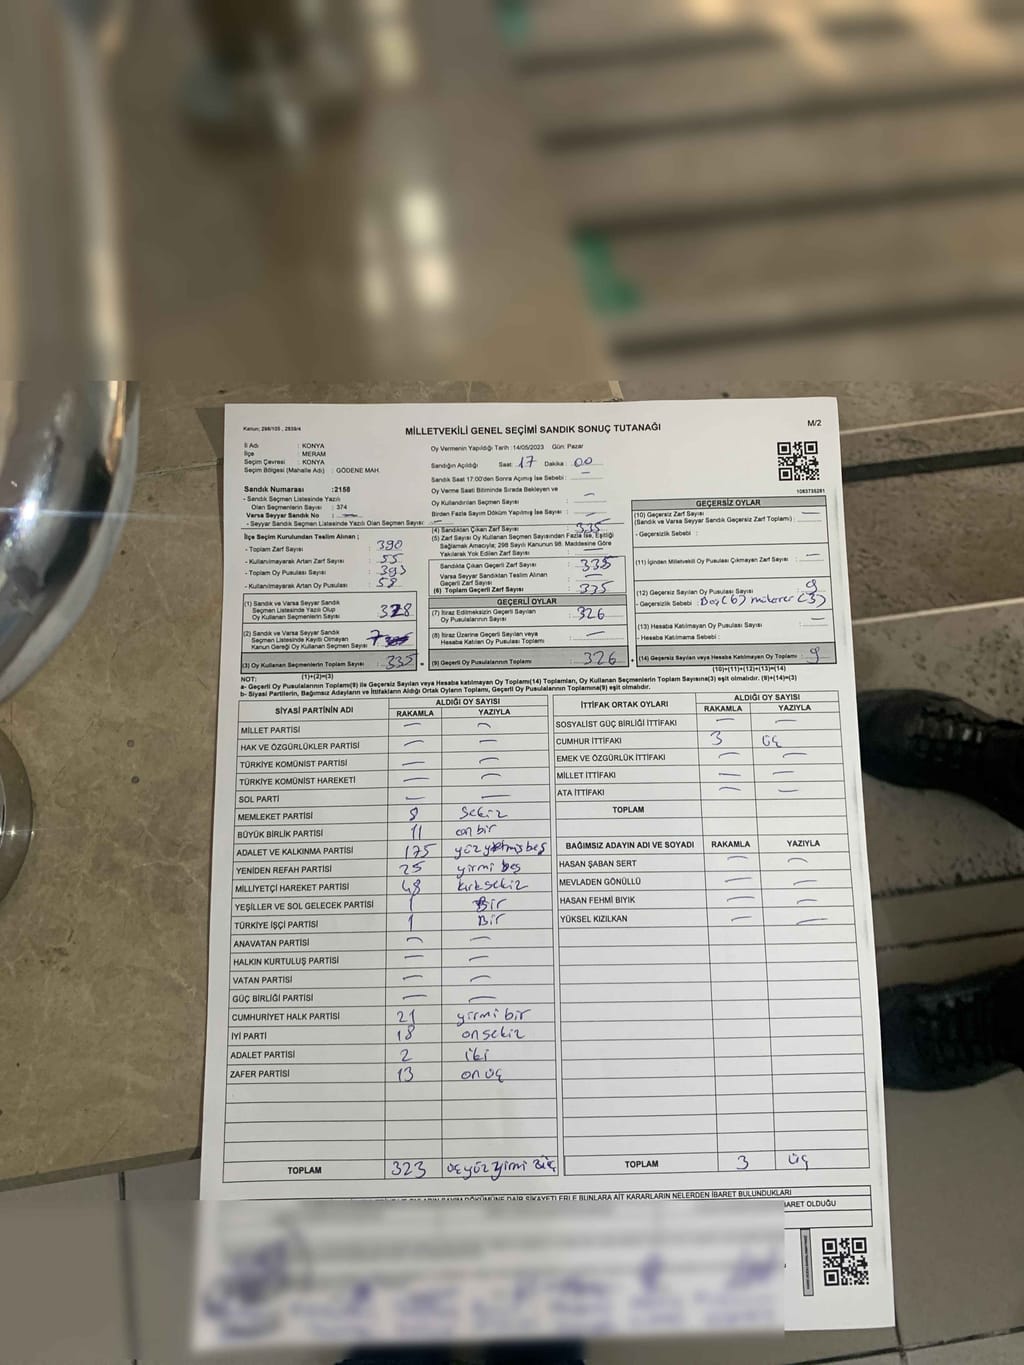 Kanun; 298/105 , 2839/4
MİLLETVEKİLİ GENEL SEÇİMİ SANDIK SONUÇ TUTANAĞI
M/2
İl Adı : KONYA
İlçe : MERAM
Seçim Çevresi : KONYA
Seçim Bölgesi (Mahalle Adı) : GÖDENE MAH.
Oy Vermenin Yapıldığı Tarih : 14/05/2023 Gün: Pazar
Sandığın Açıldığı Saat: 17 Dakika: 00
Sandık Saat 17:00'den Sonra Açılmış İse Sebebi : —
Oy Verme Saati Bitiminde Sırada Bekleyen ve
Oy Kullandırılan Seçmen Sayısı : —
Birden Fazla Sayım Döküm Yapılmış İse Sayısı : —
Sandık Numarası :2158
- Sandık Seçmen Listesinde Yazılı
Olan Seçmenlerin Sayısı : 374
Varsa Seyyar Sandık No : —
- Seyyar Sandık Seçmen Listesinde Yazılı Olan Seçmen Sayısı: —
İlçe Seçim Kurulundan Teslim Alınan ;
- Toplam Zarf Sayısı : 390
- Kullanılmayarak Artan Zarf Sayısı : 55
- Toplam Oy Pusulası Sayısı : 393
- Kullanılmayarak Artan Oy Pusulası : 58
(1) Sandık ve Varsa Seyyar Sandık
Seçmen Listesinde Yazılı Olup
Oy Kullanan Seçmenlerin Sayısı 328
(2) Sandık ve Varsa Seyyar Sandık
Seçmen Listesinde Kayıtlı Olmayan
Kanun Gereği Oy Kullanan Seçmen Sayısı 7
(3) Oy Kullanan Seçmenlerin Toplam Sayısı : 335
(1)+(2)=(3)
(4) Sandıktan Çıkan Zarf Sayısı : 335
(5) Zarf Sayısı Oy Kullanan Seçmen Sayısından Fazla İse, Eşitliği
Sağlamak Amacıyla; 298 Sayılı Kanunun 98. Maddesine Göre
Yakılarak Yok Edilen Zarf Sayısı : —
Sandıkta Çıkan Geçerli Zarf Sayısı : 335
Varsa Seyyar Sandıktan Teslim Alınan
Geçerli Zarf Sayısı : —
(6) Toplam Geçerli Zarf Sayısı : 335
GEÇERLİ OYLAR
(7) İtiraz Edilmeksizin Geçerli Sayılan
Oy Pusulalarının Sayısı : 326
(8) İtiraz Üzerine Geçerli Sayılan veya
Hesaba Katılan Oy Pusulası Toplamı : —
(9) Geçerli Oy Pusulalarının Toplamı : 326
1083735281
GEÇERSİZ OYLAR
(10) Geçersiz Zarf Sayısı
(Sandık ve Varsa Seyyar Sandık Geçersiz Zarf Toplamı) : —
- Geçersizlik Sebebi :
(11) İçinden Milletvekili Oy Pusulası Çıkmayan Zarf Sayısı : —
(12) Geçersiz Sayılan Oy Pusulası Sayısı : 9
- Geçersizlik Sebebi : Boş (6) mükerer (3)
(13) Hesaba Katılmayan Oy Pusulası Sayısı : —
- Hesaba Katılmama Sebebi :
(14) Geçersiz Sayılan veya Hesaba Katılmayan Oy Toplamı : 9
(10)+(11)+(12)+(13)=(14)
NOT:
a- Geçerli Oy Pusulalarının Toplamı(9) ile Geçersiz Sayılan veya Hesaba katılmayan Oy Toplamı(14) Toplamları, Oy Kullanan Seçmenlerin Toplam Sayısına(3) eşit olmalıdır. (9)+(14)=(3)
b- Siyasi Partilerin, Bağımsız Adayların ve İttifakların Aldığı Ortak Oyların Toplamı, Geçerli Oy Pusulalarının Toplamına(9) eşit olmalıdır.
SİYASİ PARTİNİN ADI ALDIĞI OY SAYISI
RAKAMLA YAZIYLA
MİLLET PARTİSİ — —
HAK VE ÖZGÜRLÜKLER PARTİSİ — —
TÜRKİYE KOMÜNİST PARTİSİ — —
TÜRKİYE KOMÜNİST HAREKETİ — —
SOL PARTİ — —
MEMLEKET PARTİSİ 8 Sekiz
BÜYÜK BİRLİK PARTİSİ 11 on bir
ADALET VE KALKINMA PARTİSİ 175 yüz yetmiş beş
YENİDEN REFAH PARTİSİ 25 yirmi beş
MİLLİYETÇİ HAREKET PARTİSİ 48 kırksekiz
YEŞİLLER VE SOL GELECEK PARTİSİ 1 Bir
TÜRKİYE İŞÇİ PARTİSİ 1 Bir
ANAVATAN PARTİSİ — —
HALKIN KURTULUŞ PARTİSİ — —
VATAN PARTİSİ — —
GÜÇ BİRLİĞİ PARTİSİ — —
CUMHURİYET HALK PARTİSİ 21 yirmi bir
İYİ PARTİ 18 onsekiz
ADALET PARTİSİ 2 iki
ZAFER PARTİSİ 13 on üç
TOPLAM 323 üçyüz yirmi üç
İTTİFAK ORTAK OYLARI ALDIĞI OY SAYISI
RAKAMLA YAZIYLA
SOSYALİST GÜÇ BİRLİĞİ İTTİFAKI — —
CUMHUR İTTİFAKI 3 üç
EMEK VE ÖZGÜRLÜK İTTİFAKI — —
MİLLET İTTİFAKI — —
ATA İTTİFAKI — —
TOPLAM
BAĞIMSIZ ADAYIN ADI VE SOYADI RAKAMLA YAZIYLA
HASAN ŞABAN SERT — —
MEVLADEN GÖNÜLLÜ — —
HASAN FEHMİ BIYIK — —
YÜKSEL KIZILKAN — —
TOPLAM 3 üç
SAYIM DÖKÜMÜNE DAİR ŞİKAYETLERLE BUNLARA AİT KARARLARIN NELERDEN İBARET BULUNDUKLARI
İBARET OLDUĞU